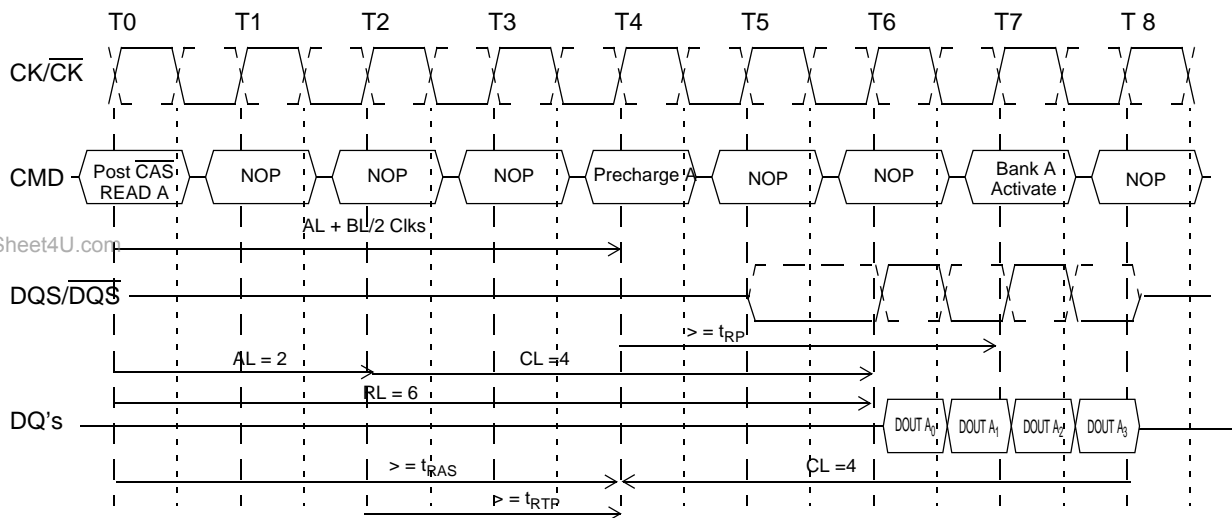 T0 T1 T2 T3 T4 T5 T6 T7 T 8
CK/CK
CMD Post CAS READ A NOP NOP NOP Precharge A NOP NOP Bank A Activate NOP
AL + BL/2 Clks
Sheet4U.com
DQS/DQS
> = tRP
AL = 2 CL =4
RL = 6
DQ's DOUT A0 DOUT A1 DOUT A2 DOUT A3
> = tRAS CL =4
> = tRTP